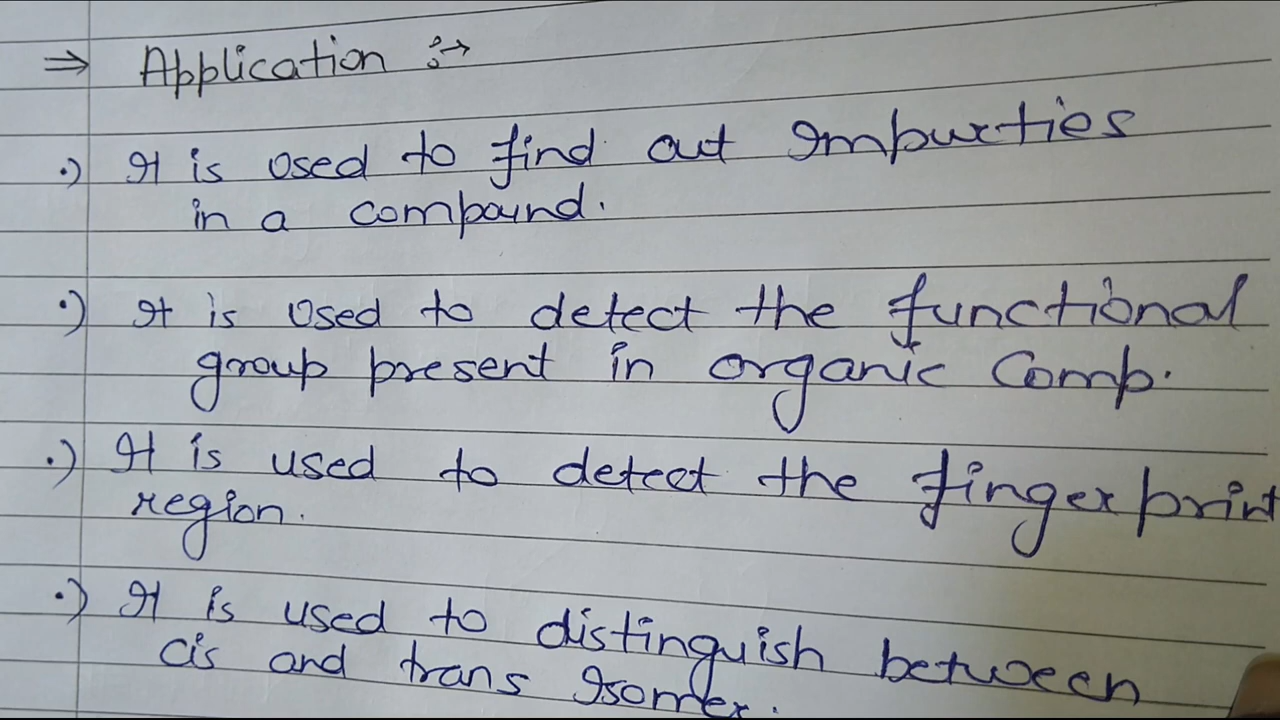 ⇒ Application :→
•) It is used to find out Impurties
in a compound.
•) It is used to detect the functional
group present in organic Comp.
•) It is used to detect the fingerprint
region.
•) It is used to distinguish between
cis and trans Isomer.